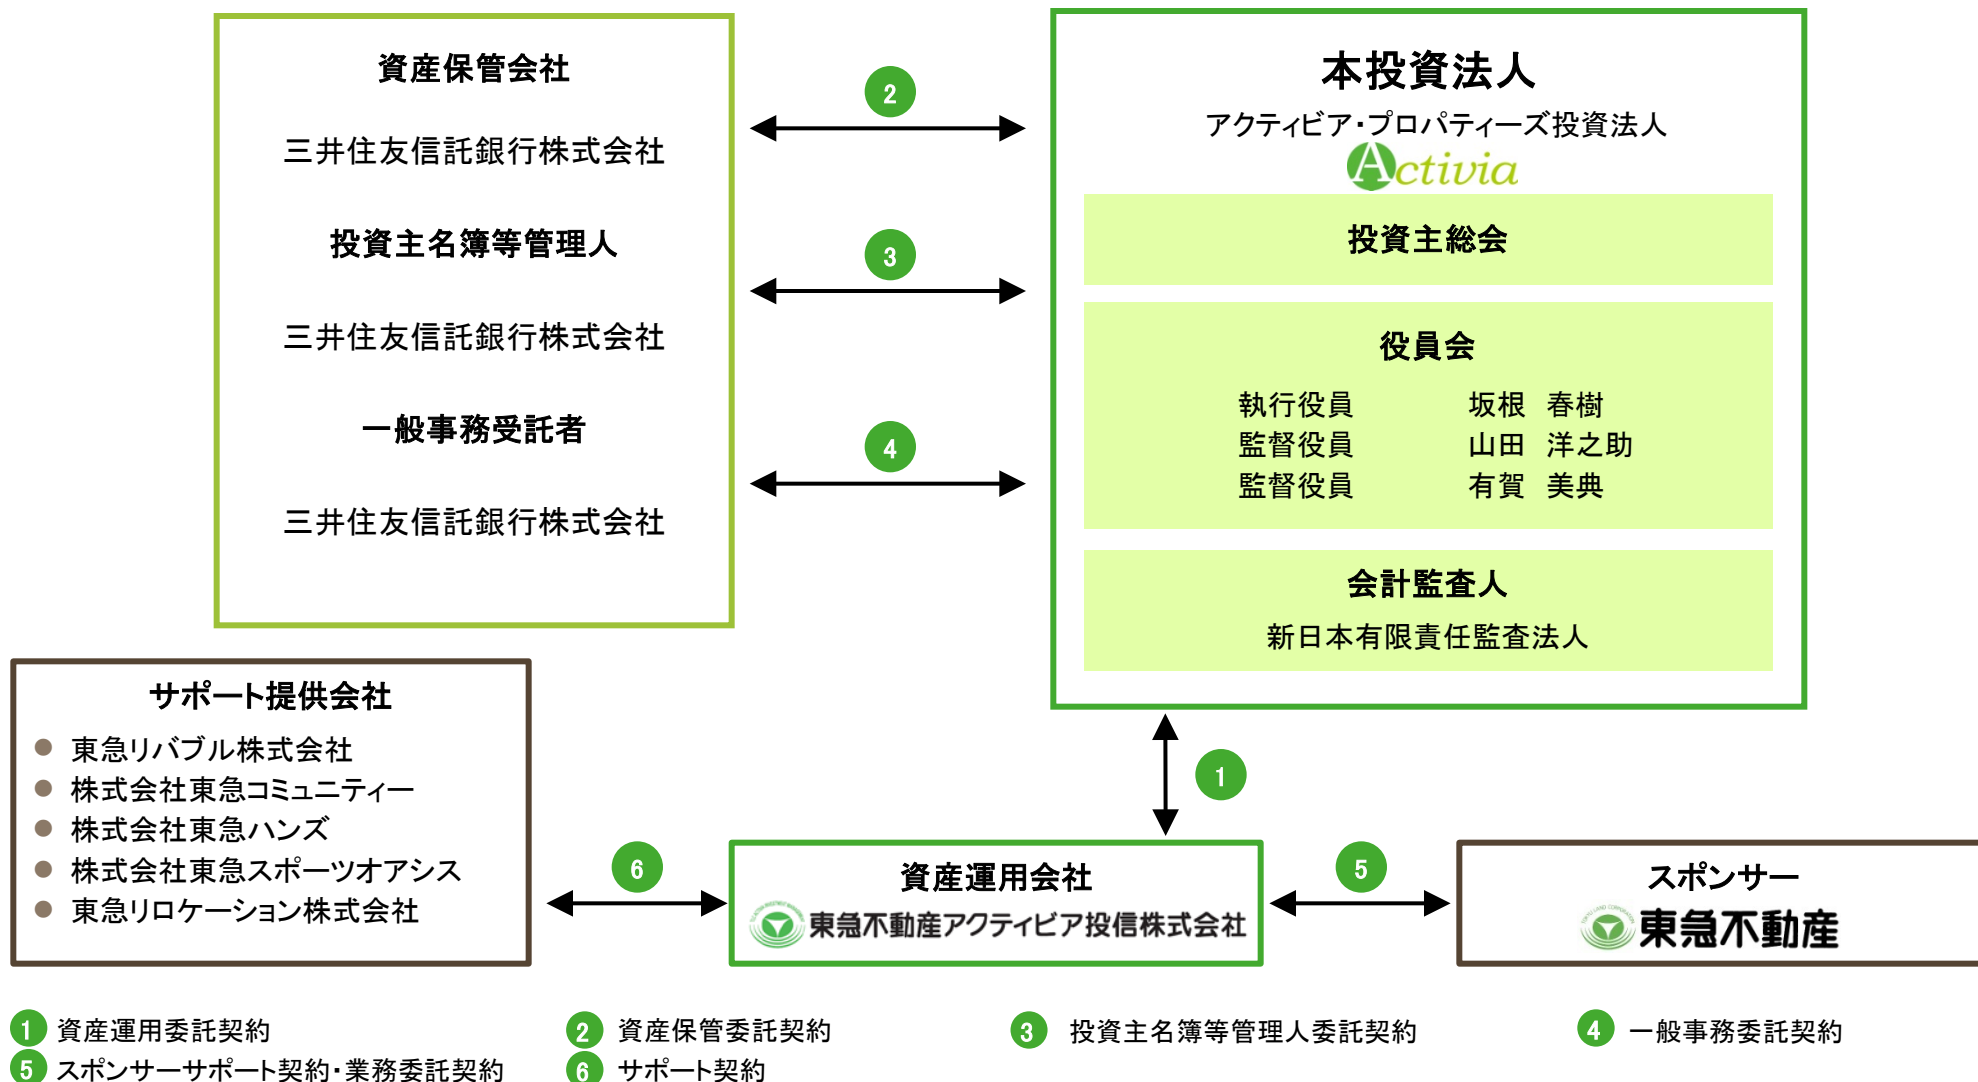 資産保管会社
三井住友信託銀行株式会社
投資主名簿等管理人
三井住友信託銀行株式会社
一般事務受託者
三井住友信託銀行株式会社
2
3
4
本投資法人
アクティビア・プロパティーズ投資法人
Activia
投資主総会
役員会
執行役員 坂根 春樹
監督役員 山田 洋之助
監督役員 有賀 美典
会計監査人
新日本有限責任監査法人
1
サポート提供会社
● 東急リバブル株式会社
● 株式会社東急コミュニティー
● 株式会社東急ハンズ
● 株式会社東急スポーツオアシス
● 東急リロケーション株式会社
6
資産運用会社
東急不動産アクティビア投信株式会社
5
スポンサー
東急不動産
1 資産運用委託契約 2 資産保管委託契約 3 投資主名簿等管理人委託契約 4 一般事務委託契約
5 スポンサーサポート契約・業務委託契約 6 サポート契約